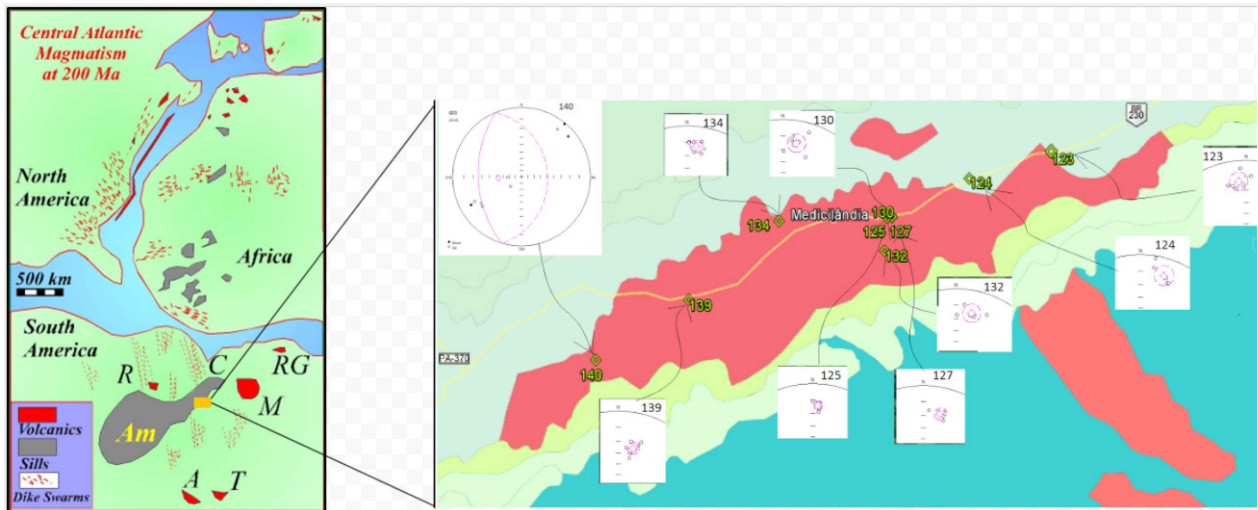 Central Atlantic
Magmatism
at 200 Ma
North
America
Africa
500 km
South
America
R
C
RG
M
Am
A
T
Volcanics
Sills
Dike Swarms
140
N
134
N
130
N
BR
230
123
N
123
124
124
N
Medicilândia
134
130
125
127
132
132
N
139
PA-370
140
139
N
125
N
127
N